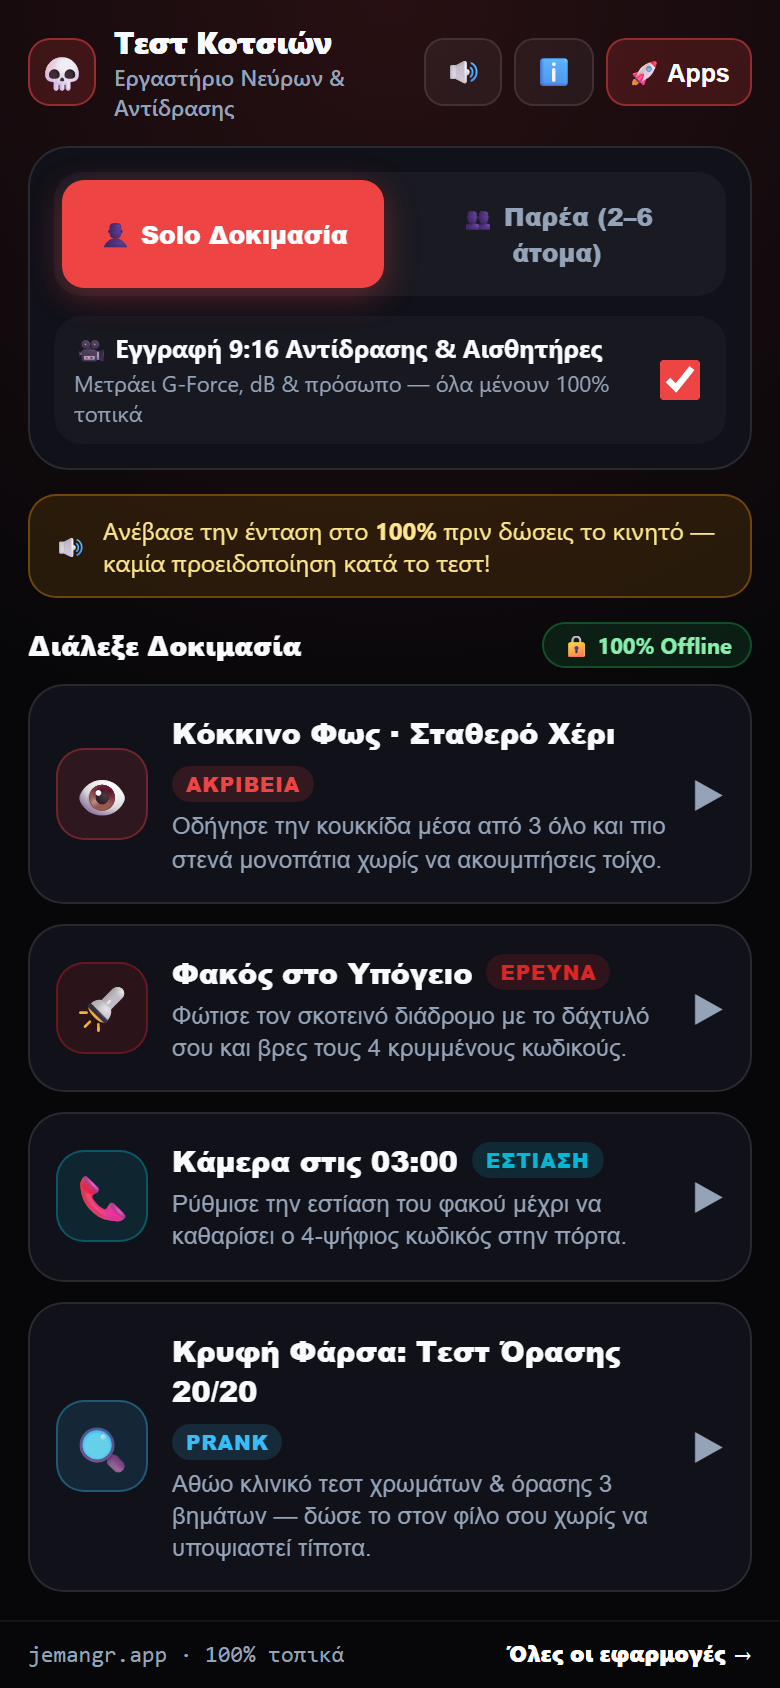 Τεστ Κοτσιών
Εργαστήριο Νεύρων &
Αντίδρασης
Apps
Solo Δοκιμασία
Παρέα (2–6
άτομα)
Εγγραφή 9:16 Αντίδρασης & Αισθητήρες
Μετράει G-Force, dB & πρόσωπο — όλα μένουν 100%
τοπικά
Ανέβασε την ένταση στο 100% πριν δώσεις το κινητό —
καμία προειδοποίηση κατά το τεστ!
Διάλεξε Δοκιμασία
100% Offline
Κόκκινο Φως · Σταθερό Χέρι
ΑΚΡΙΒΕΙΑ
Οδήγησε την κουκκίδα μέσα από 3 όλο και πιο
στενά μονοπάτια χωρίς να ακουμπήσεις τοίχο.
Φακός στο Υπόγειο ΕΡΕΥΝΑ
Φώτισε τον σκοτεινό διάδρομο με το δάχτυλό
σου και βρες τους 4 κρυμμένους κωδικούς.
Κάμερα στις 03:00 ΕΣΤΙΑΣΗ
Ρύθμισε την εστίαση του φακού μέχρι να
καθαρίσει ο 4-ψήφιος κωδικός στην πόρτα.
Κρυφή Φάρσα: Τεστ Όρασης
20/20
PRANK
Αθώο κλινικό τεστ χρωμάτων & όρασης 3
βημάτων — δώσε το στον φίλο σου χωρίς να
υποψιαστεί τίποτα.
jemangr.app · 100% τοπικά
Όλες οι εφαρμογές →